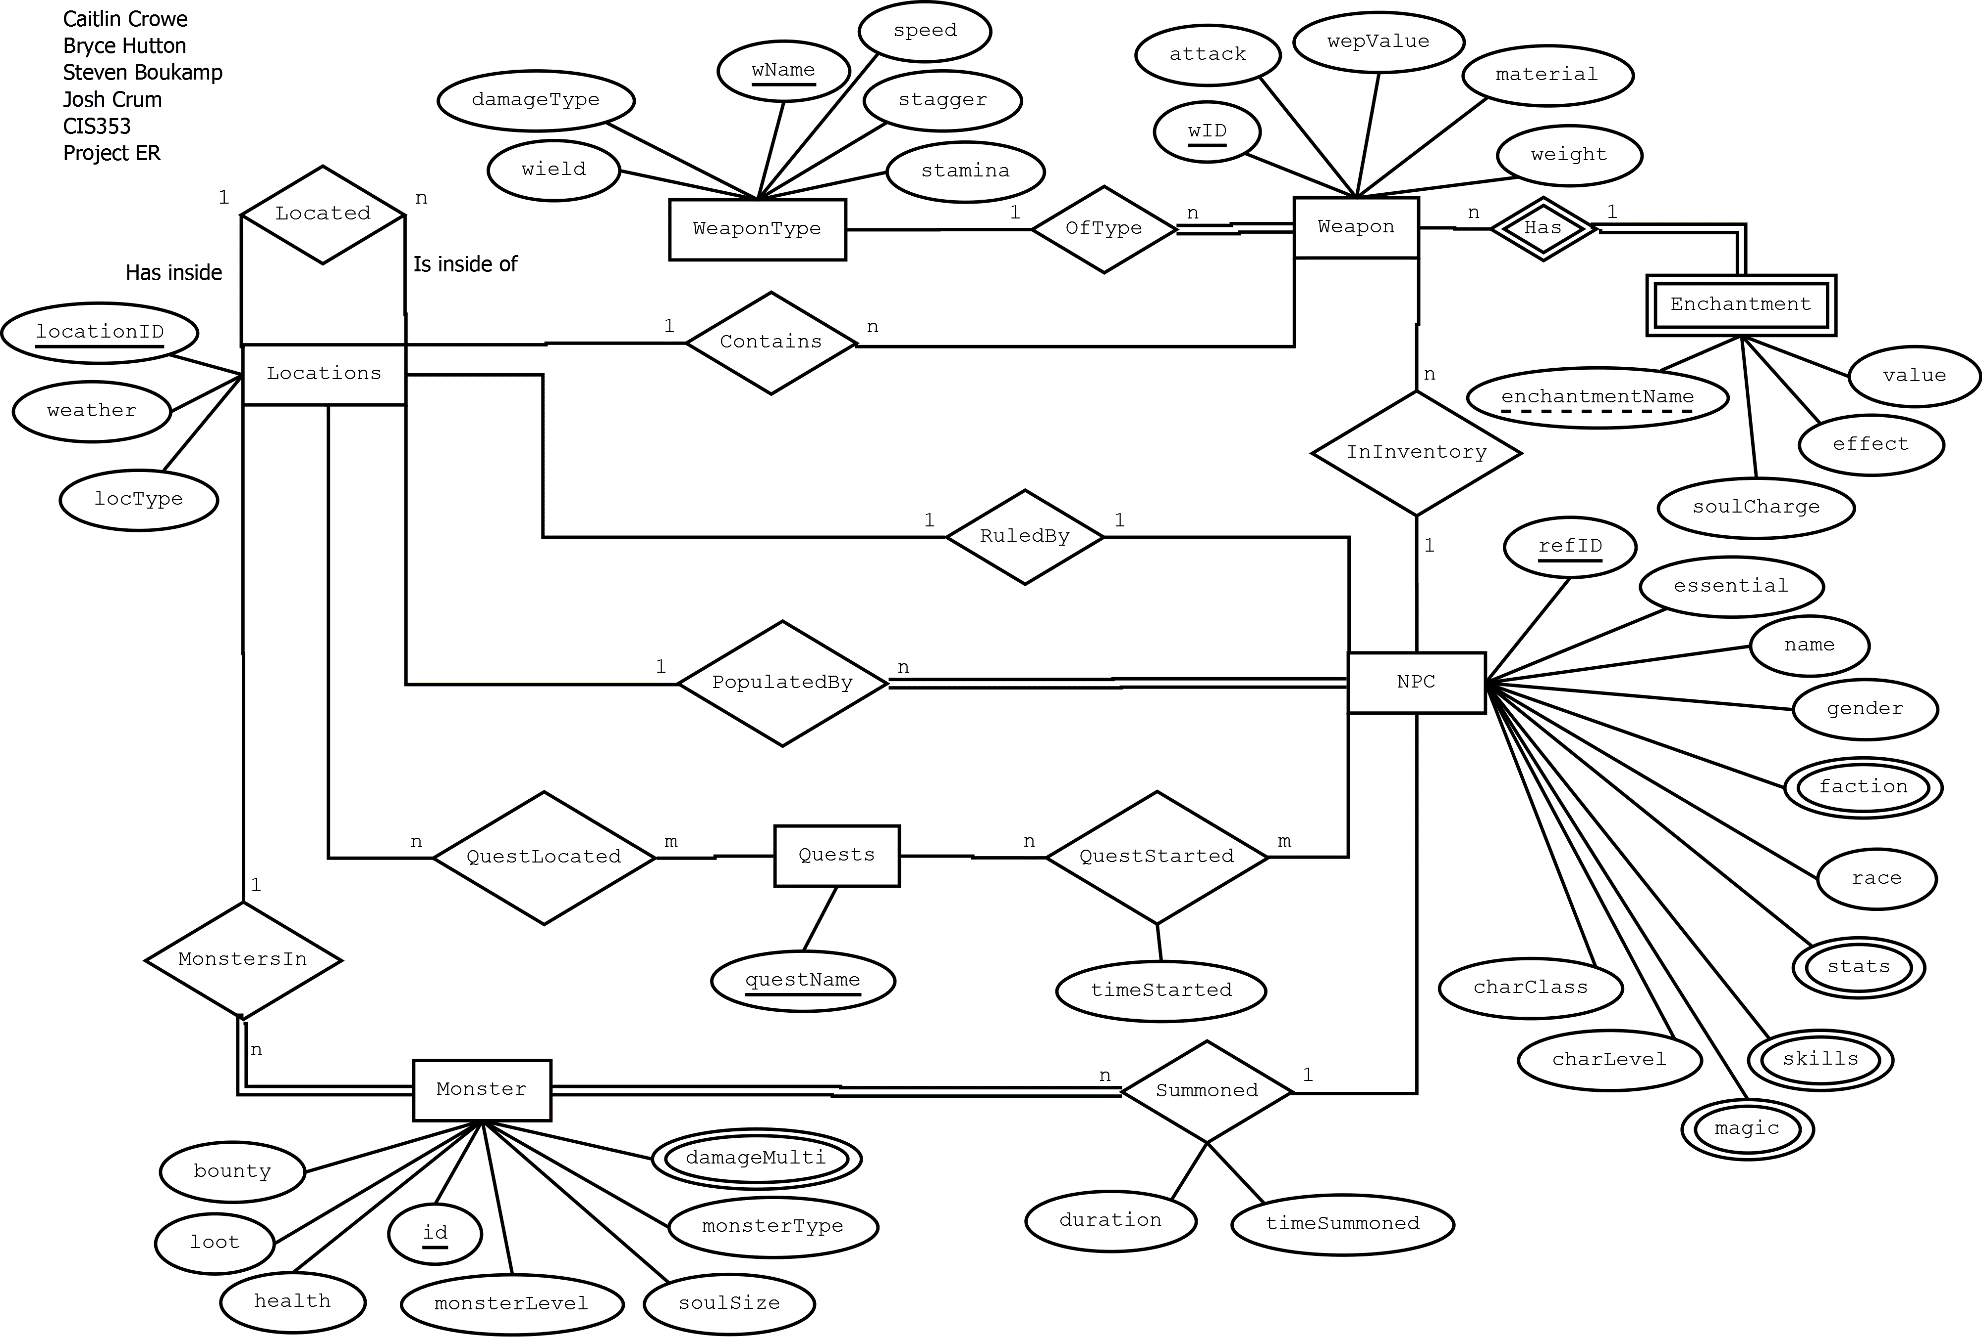 Caitlin Crowe
Bryce Hutton
Steven Boukamp
Josh Crum
CIS353
Project ER
speed
wName
damageType
stagger
wield
stamina
attack
wepValue
material
wID
weight
1
Located
n
Has inside
Is inside of
WeaponType
1
OfType
n
Weapon
n
Has
1
Enchantment
enchantmentName
value
effect
soulCharge
locationID
weather
locType
Locations
1
Contains
n
n
InInventory
1
1
RuledBy
1
1
PopulatedBy
n
NPC
refID
essential
name
gender
faction
race
stats
skills
magic
charLevel
charClass
n
QuestLocated
m
Quests
questName
n
QuestStarted
m
timeStarted
1
MonstersIn
n
Monster
n
Summoned
1
duration
timeSummoned
bounty
loot
health
id
monsterLevel
soulSize
monsterType
damageMulti